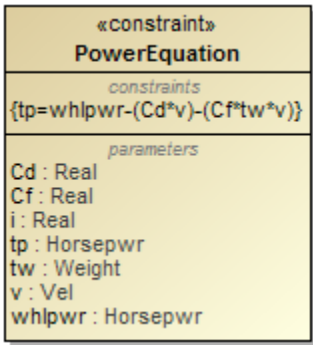 «constraint»
PowerEquation
constraints
{tp=whlpwr-(Cd*v)-(Cf*tw*v)}
parameters
Cd : Real
Cf : Real
i : Real
tp : Horsepwr
tw : Weight
v : Vel
whlpwr : Horsepwr